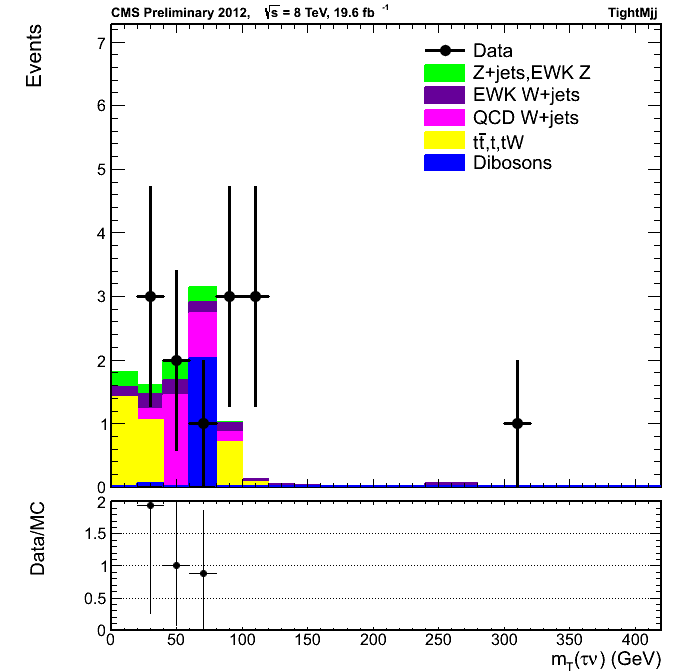 CMS Preliminary 2012, √s = 8 TeV, 19.6 fb⁻¹ TightMjj
Events
7
6
5
4
3
2
1
0
Data
Z+jets,EWK Z
EWK W+jets
QCD W+jets
tt̄,t,tW
Dibosons
Data/MC
2
1.5
1
0.5
0
0 50 100 150 200 250 300 350 400
m_T(τν) (GeV)